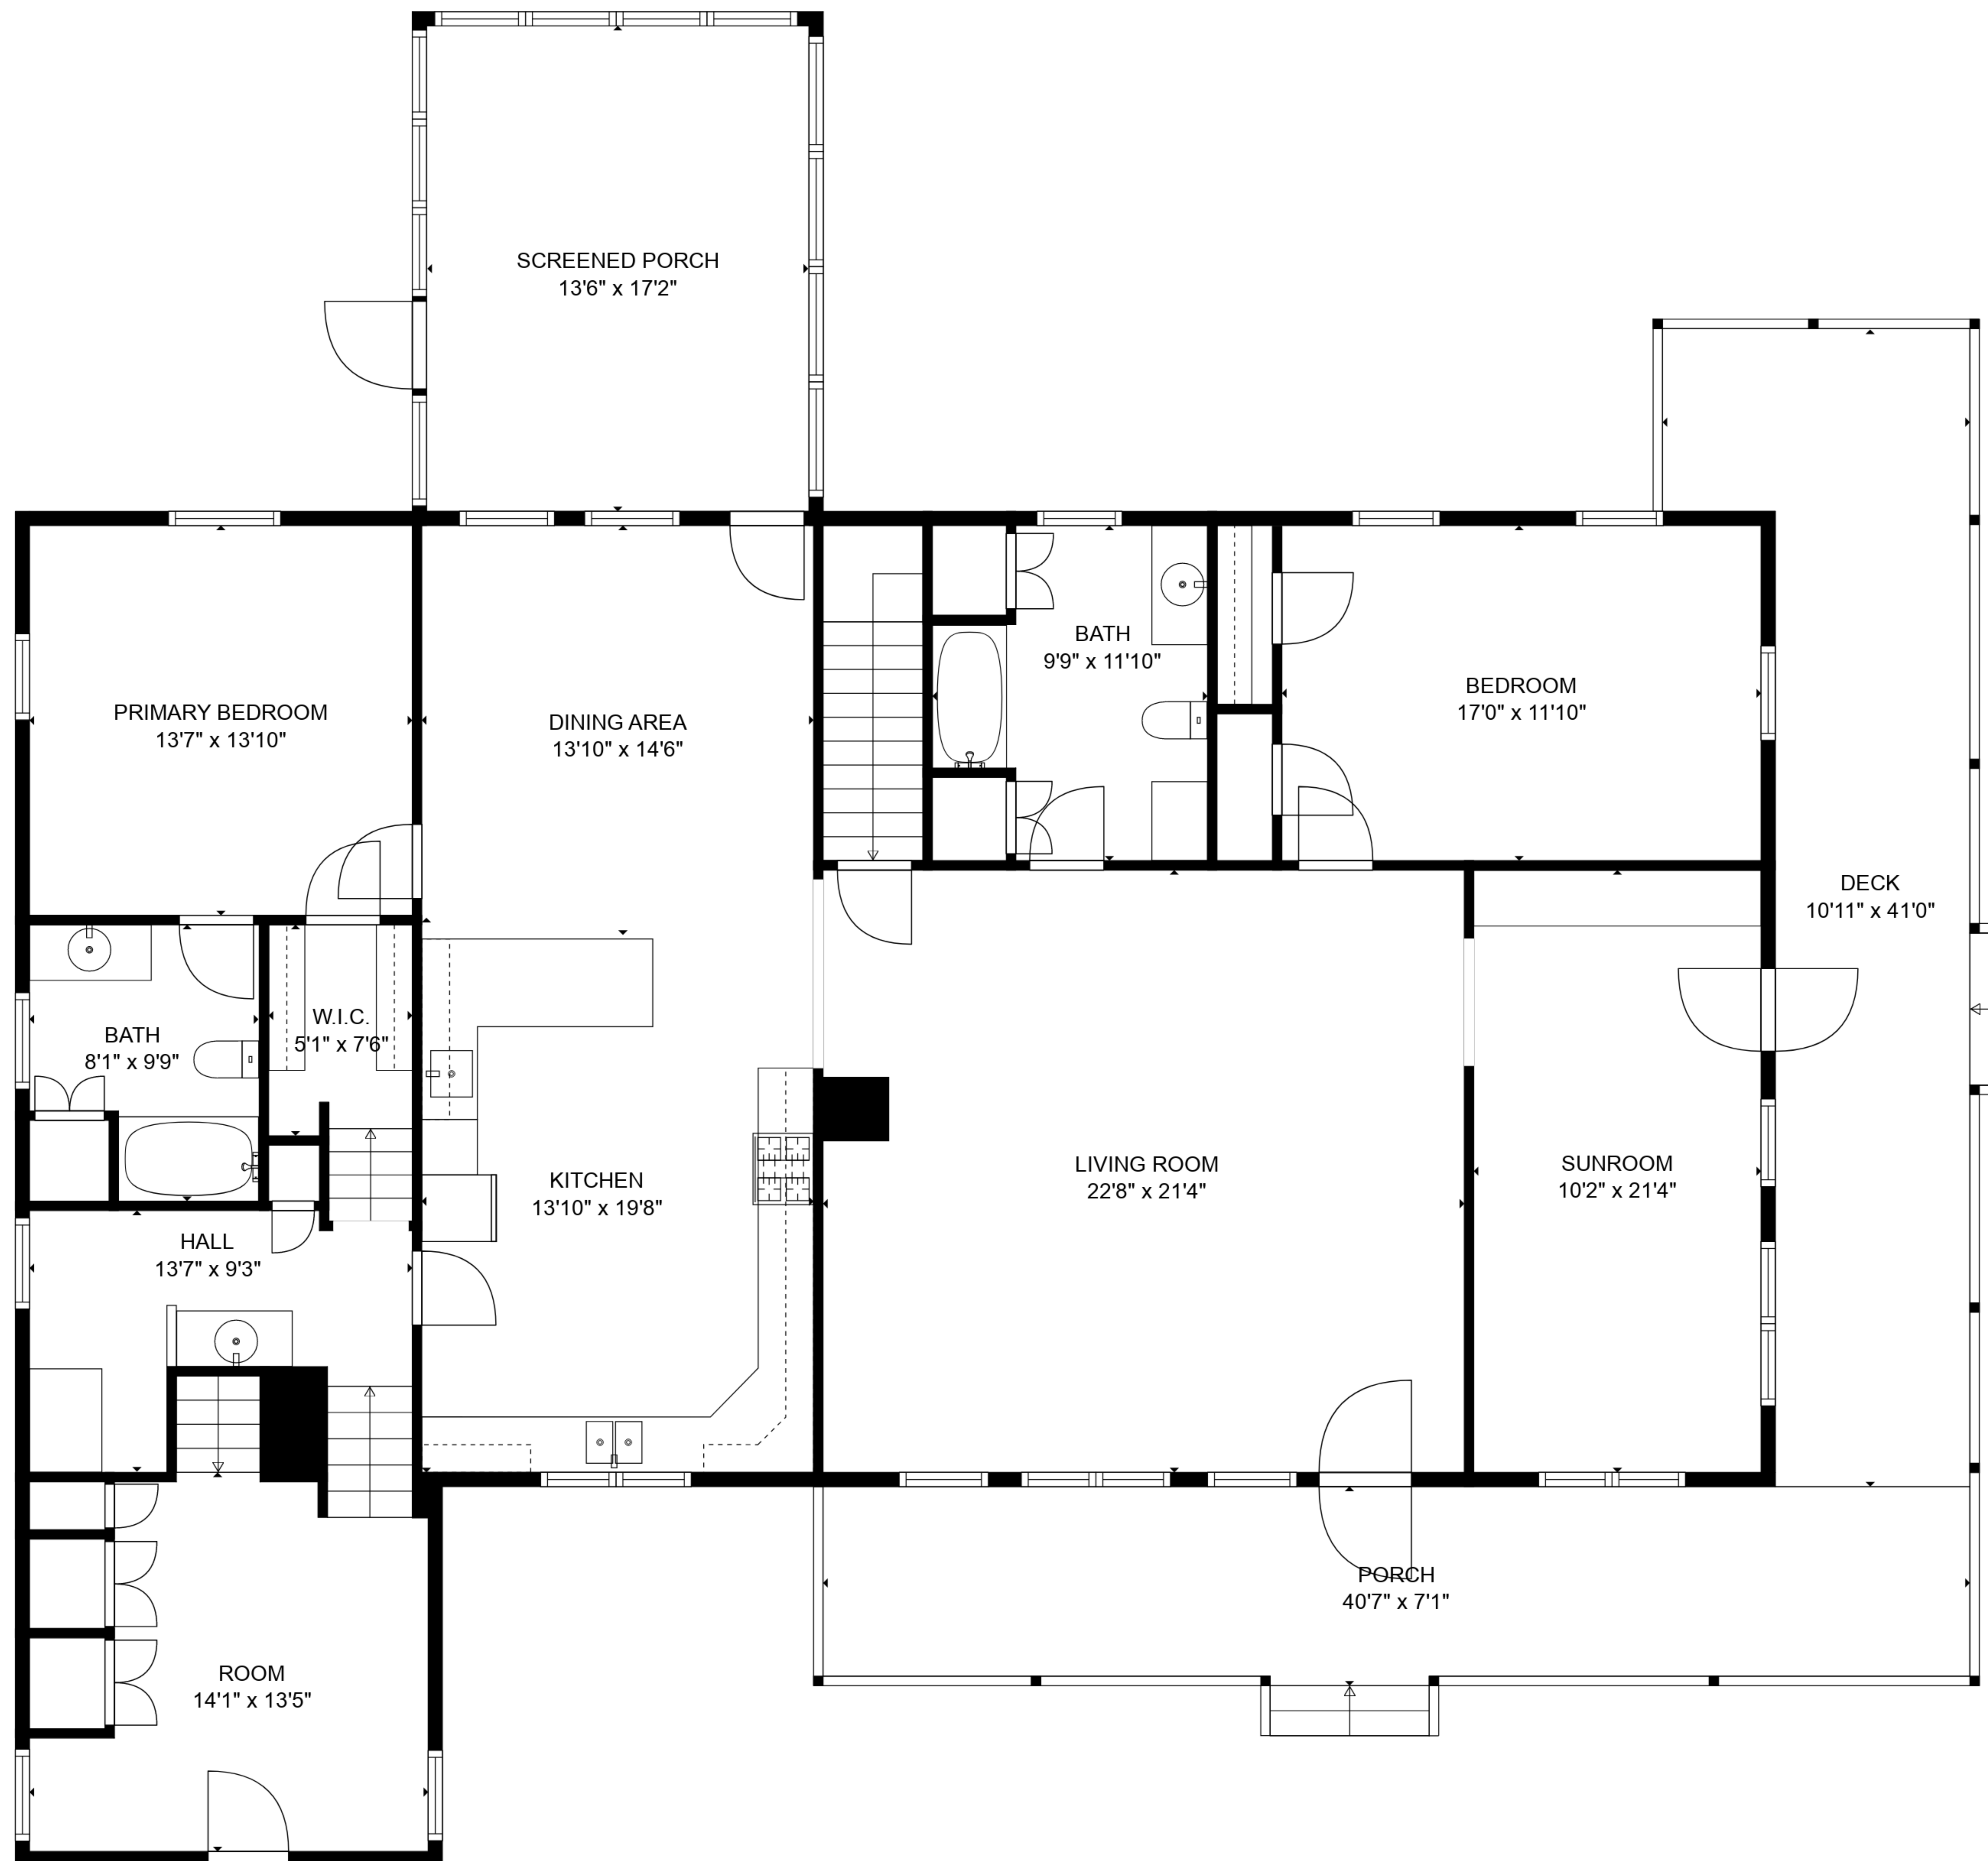 SCREENED PORCH
13'6" x 17'2"
PRIMARY BEDROOM
13'7" x 13'10"
DINING AREA
13'10" x 14'6"
BATH
9'9" x 11'10"
BEDROOM
17'0" x 11'10"
DECK
10'11" x 41'0"
W.I.C.
5'1" x 7'6"
BATH
8'1" x 9'9"
KITCHEN
13'10" x 19'8"
LIVING ROOM
22'8" x 21'4"
SUNROOM
10'2" x 21'4"
HALL
13'7" x 9'3"
PORCH
40'7" x 7'1"
ROOM
14'1" x 13'5"